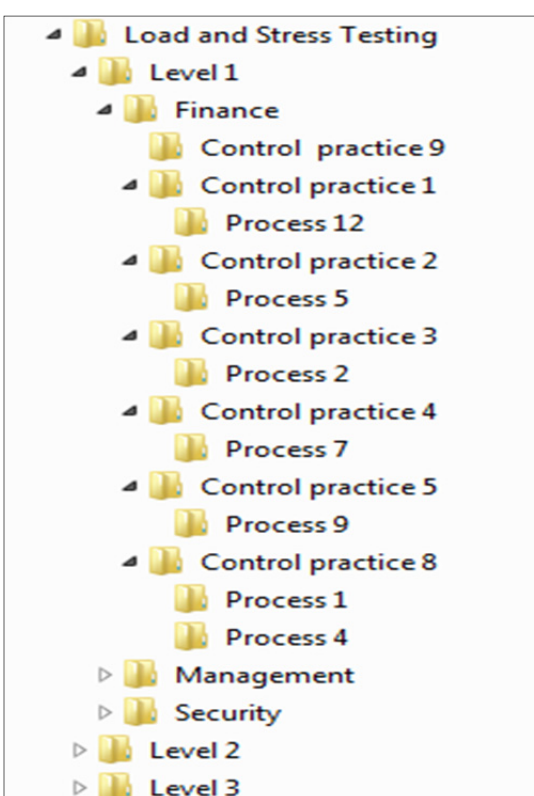 Load and Stress Testing
Level 1
Finance
Control practice 9
Control practice 1
Process 12
Control practice 2
Process 5
Control practice 3
Process 2
Control practice 4
Process 7
Control practice 5
Process 9
Control practice 8
Process 1
Process 4
Management
Security
Level 2
Level 3